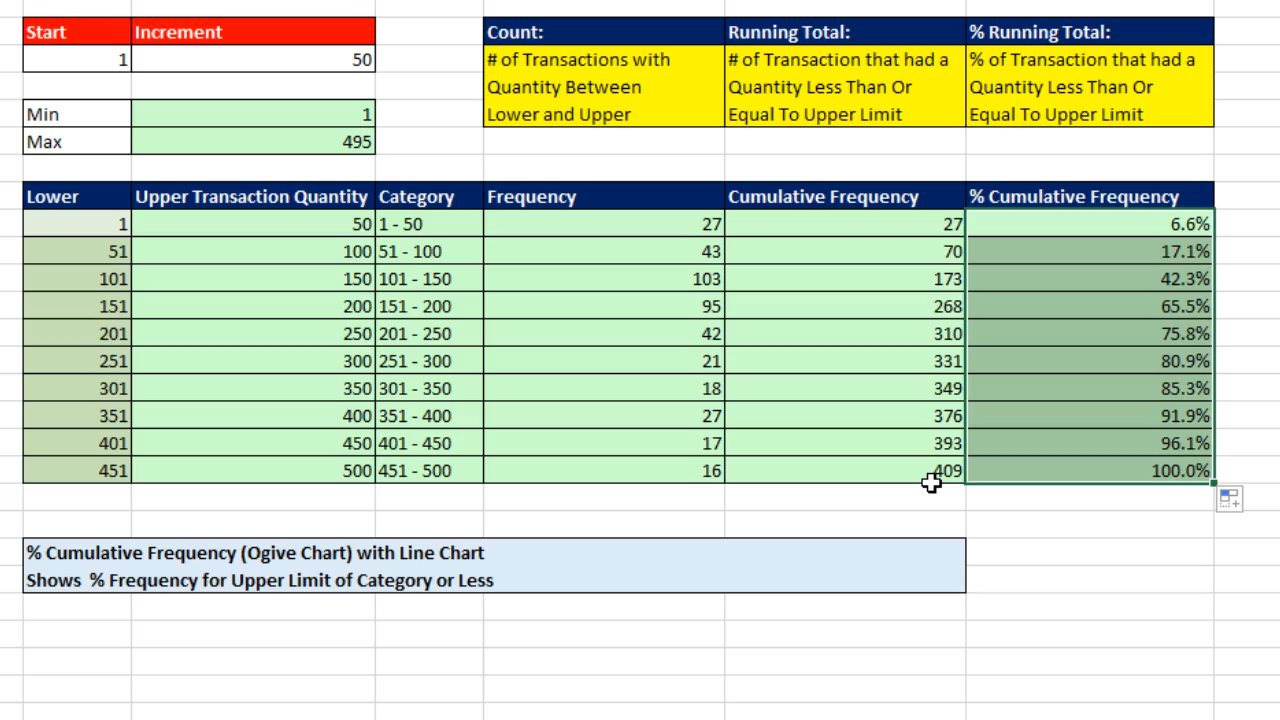 Start Increment Count: Running Total: % Running Total:
1 50 # of Transactions with # of Transaction that had a % of Transaction that had a
Quantity Between Quantity Less Than Or Quantity Less Than Or
Min 1 Lower and Upper Equal To Upper Limit Equal To Upper Limit
Max 495
Lower Upper Transaction Quantity Category Frequency Cumulative Frequency % Cumulative Frequency
1 50 1 - 50 27 27 6.6%
51 100 51 - 100 43 70 17.1%
101 150 101 - 150 103 173 42.3%
151 200 151 - 200 95 268 65.5%
201 250 201 - 250 42 310 75.8%
251 300 251 - 300 21 331 80.9%
301 350 301 - 350 18 349 85.3%
351 400 351 - 400 27 376 91.9%
401 450 401 - 450 17 393 96.1%
451 500 451 - 500 16 409 100.0%
% Cumulative Frequency (Ogive Chart) with Line Chart
Shows % Frequency for Upper Limit of Category or Less